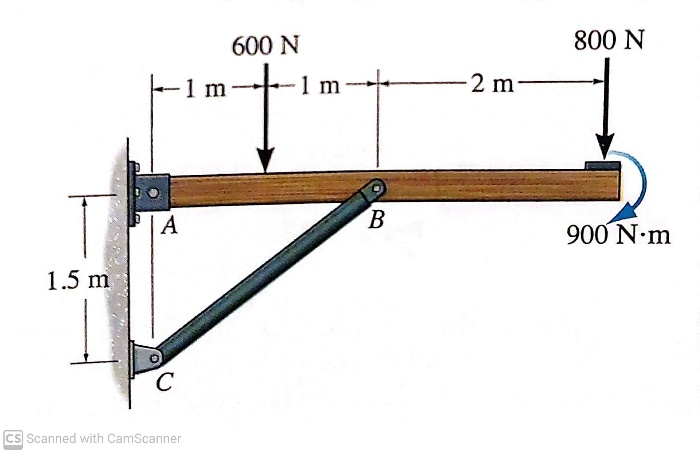 600 N
800 N
1 m
1 m
2 m
A
B
900 N·m
1.5 m
C
CS Scanned with CamScanner